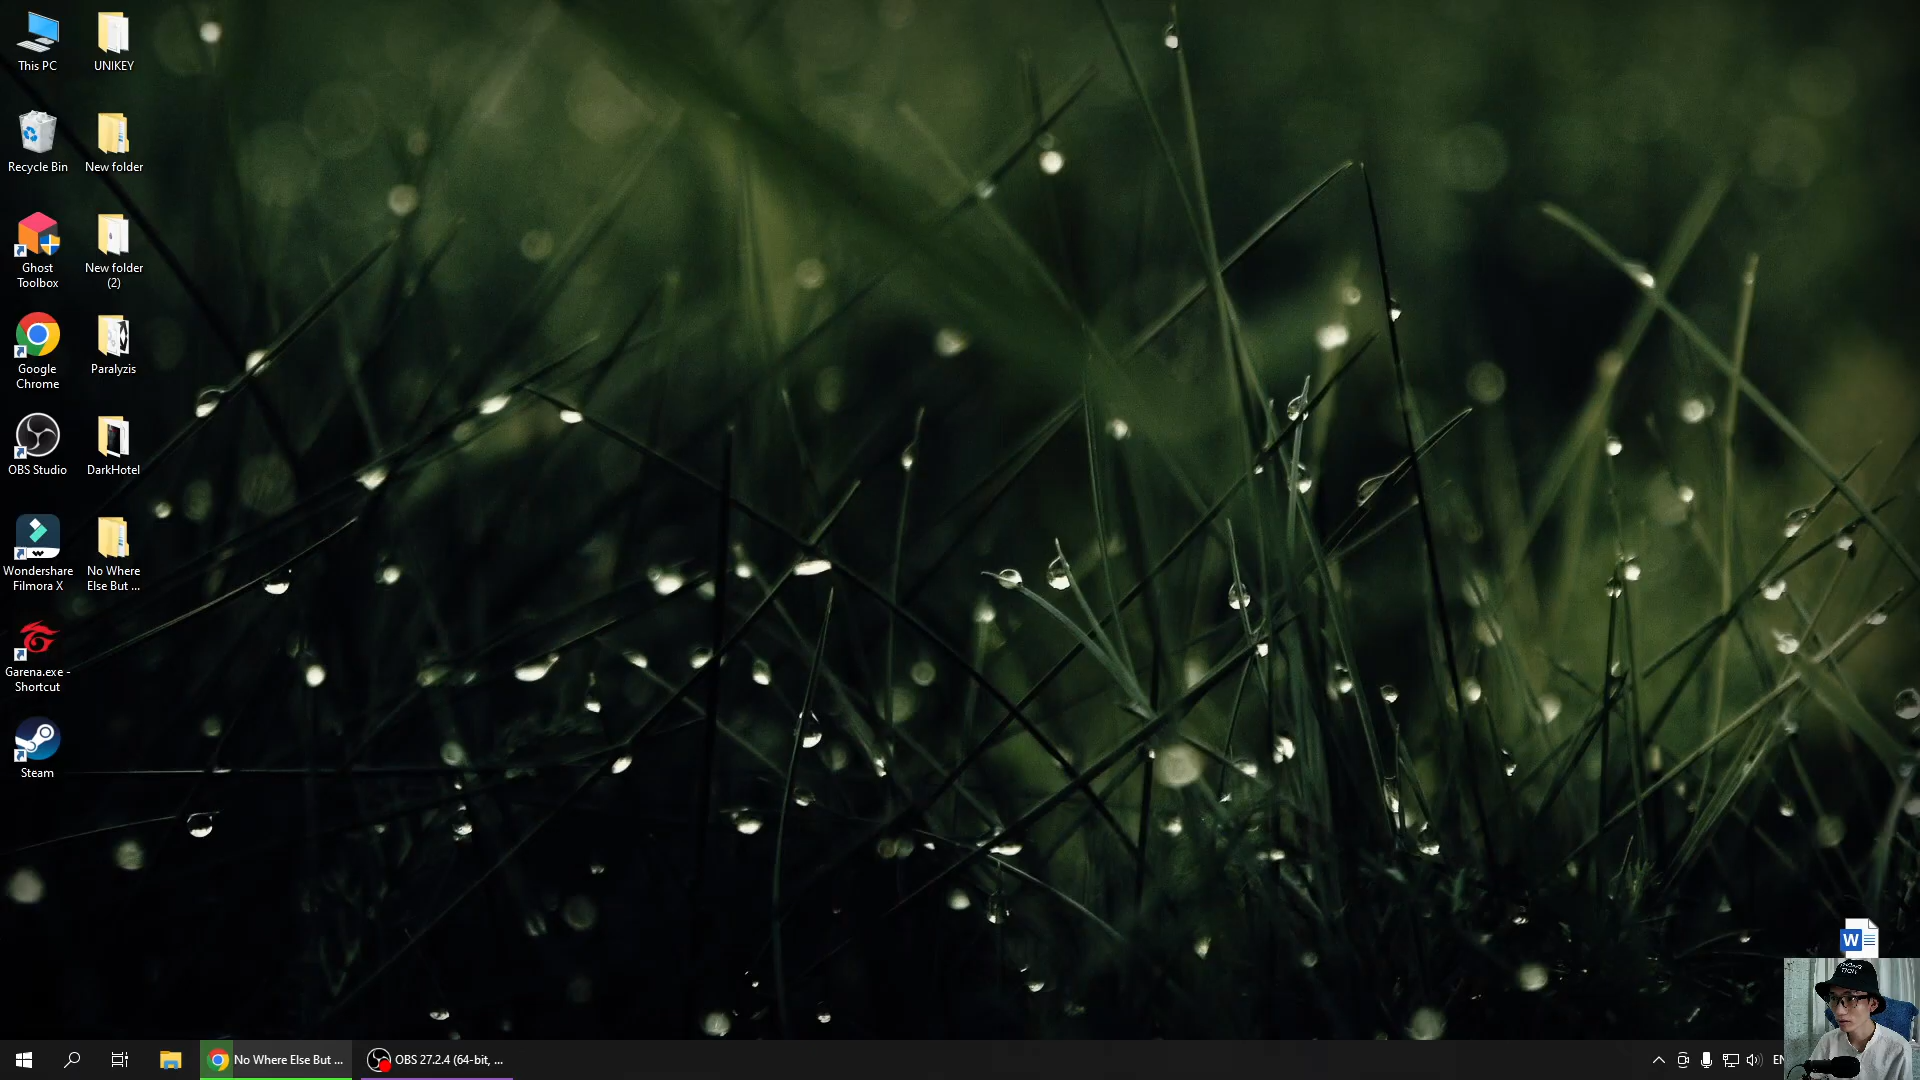 This PC
UNIKEY
Recycle Bin
New folder
Ghost
Toolbox
New folder
(2)
Google
Chrome
Paralyzis
OBS Studio
DarkHotel
Wondershare
Filmora X
No Where
Else But ...
Garena.exe -
Shortcut
Steam
W
No Where Else But ...
OBS 27.2.4 (64-bit, ...